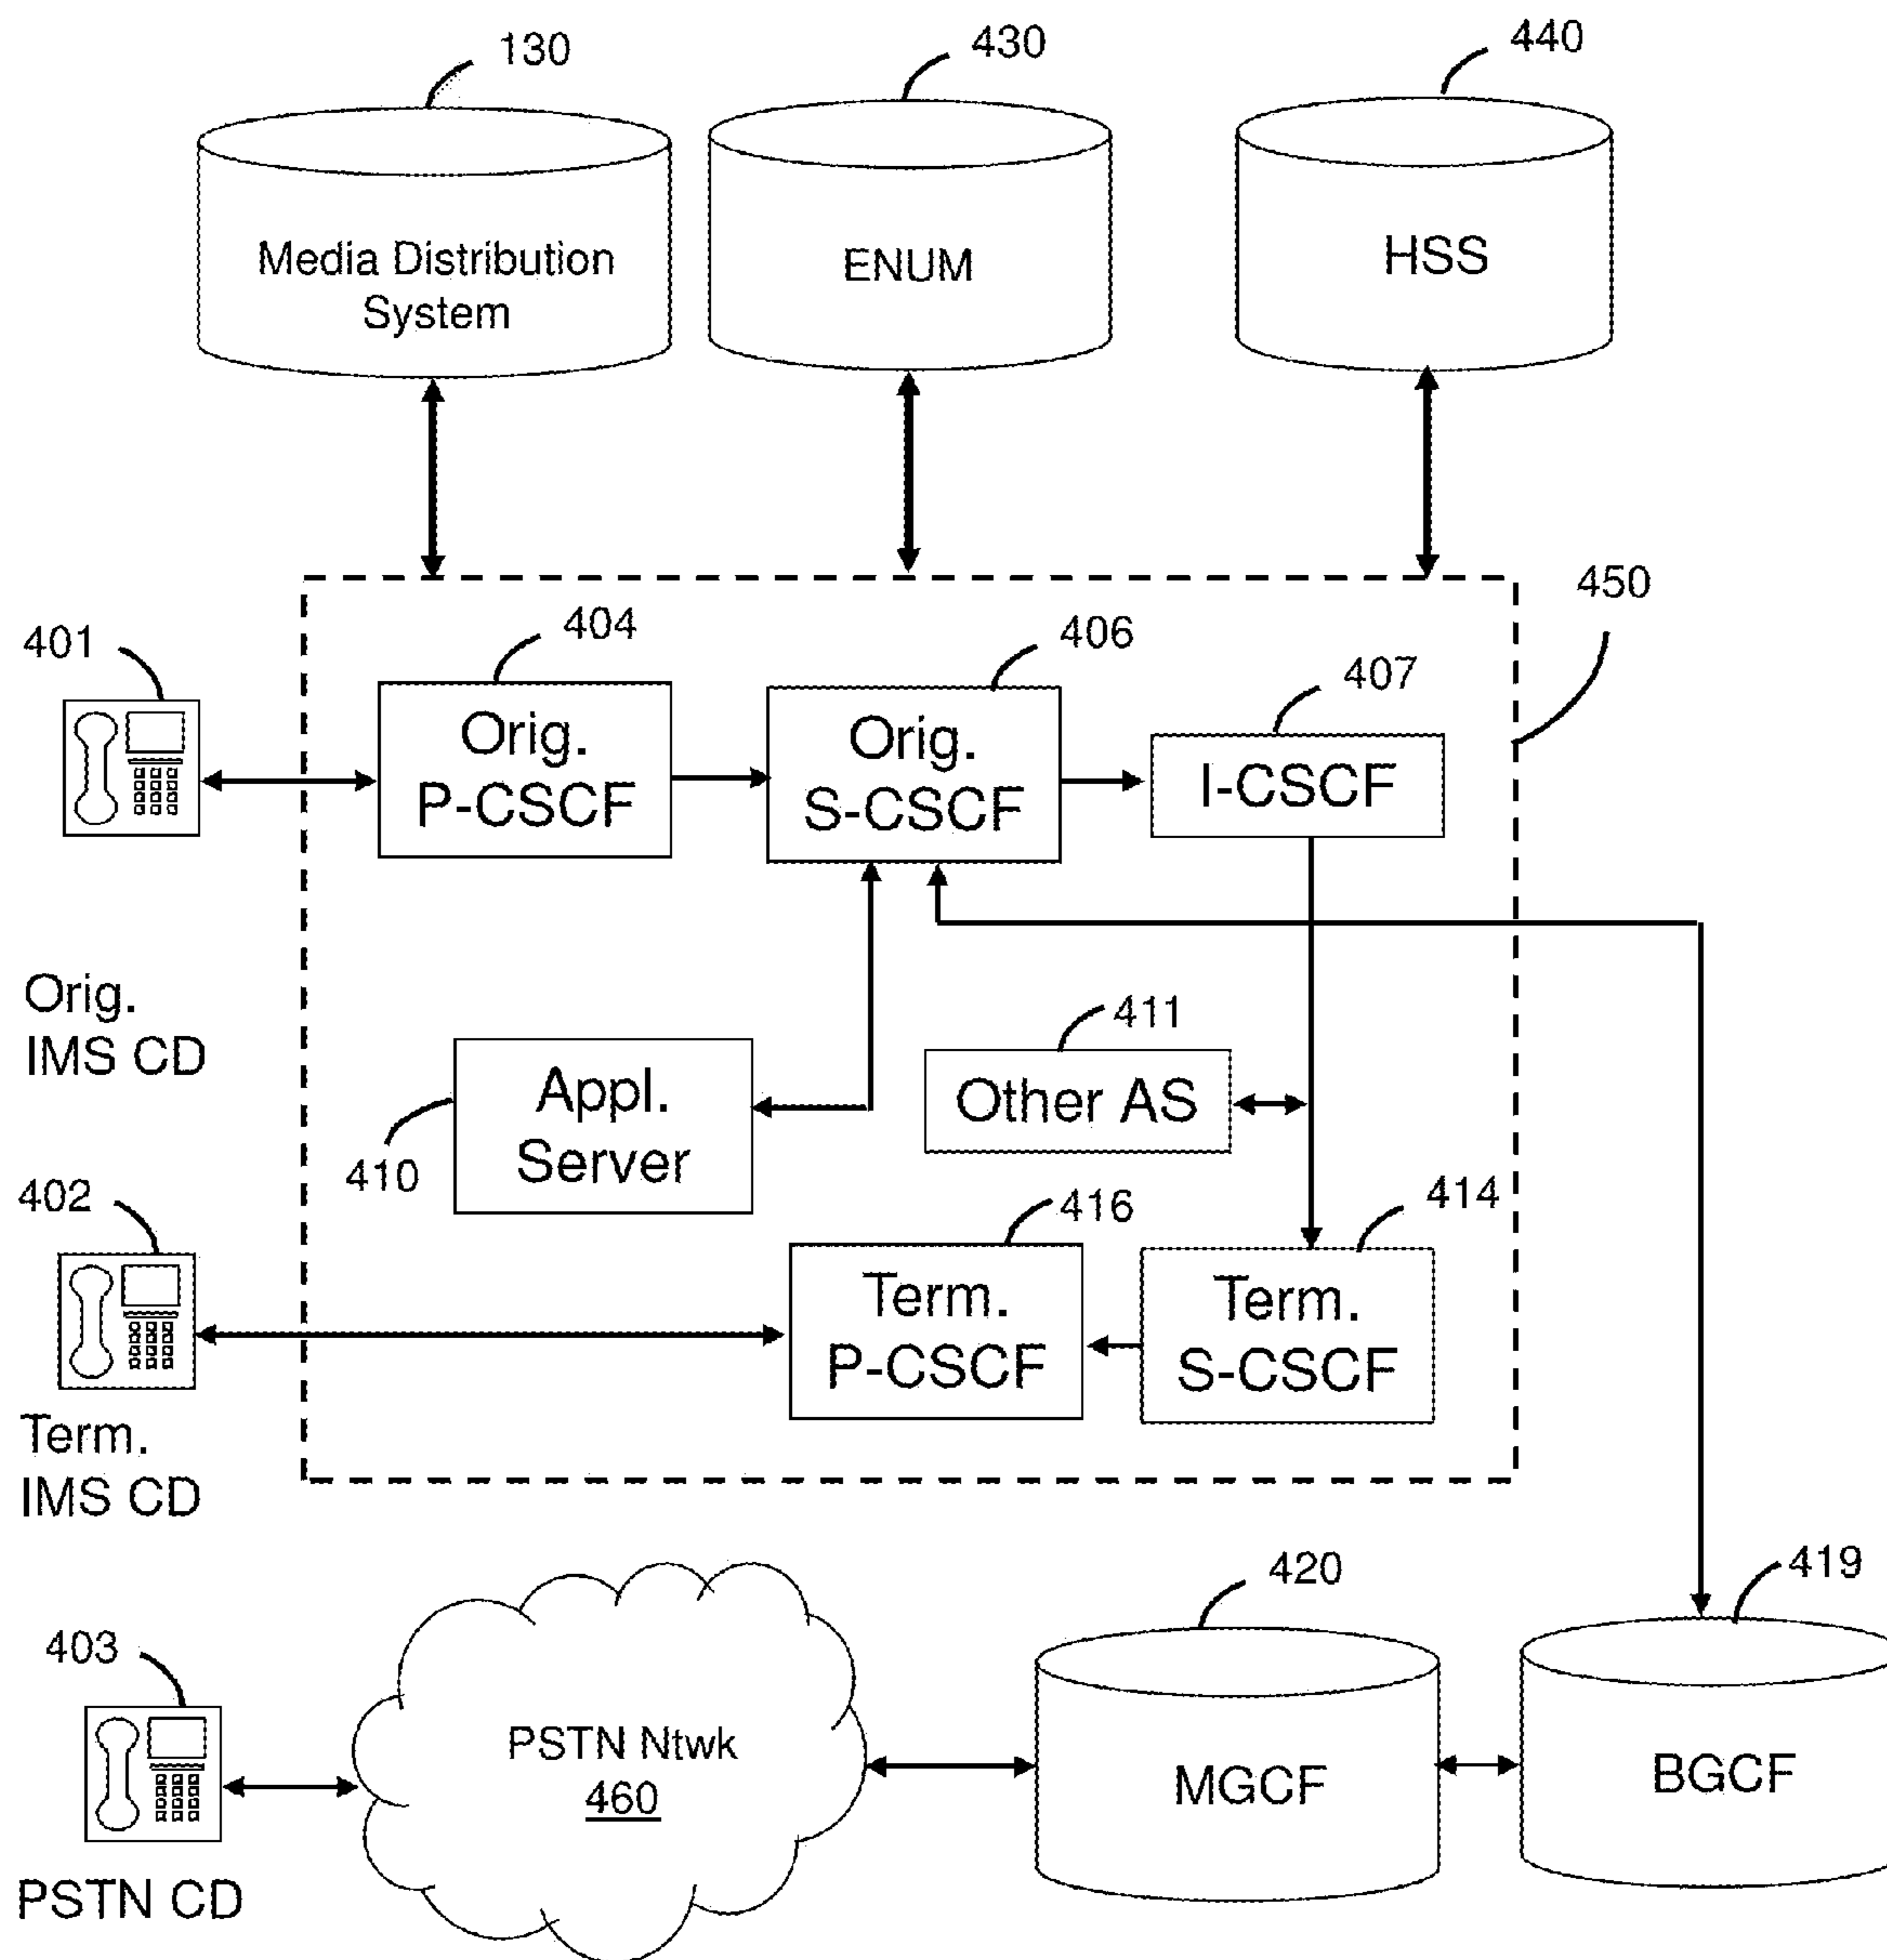 130
430
440
Media Distribution
System
ENUM
HSS
450
401
404
406
407
Orig.
P-CSCF
Orig.
S-CSCF
I-CSCF
Orig.
IMS CD
411
Other AS
Appl.
Server
410
402
416
414
Term.
P-CSCF
Term.
S-CSCF
Term.
IMS CD
420
419
403
PSTN Ntwk
460
MGCF
BGCF
PSTN CD